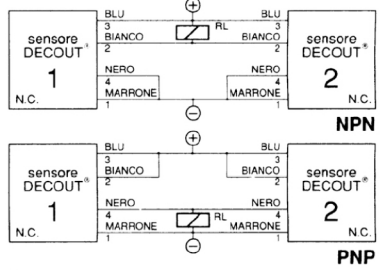 BLU + BLU
3 RL 3
sensore BIANCO BIANCO sensore
DECOUT® 2 2 DECOUT®
1 NERO NERO 2
4 4
N.C. MARRONE MARRONE N.C.
1 − 1
NPN
BLU + BLU
3 3
sensore BIANCO BIANCO sensore
DECOUT® 2 2 DECOUT®
1 NERO NERO 2
4 RL 4
N.C. MARRONE MARRONE N.C.
1 − 1
PNP